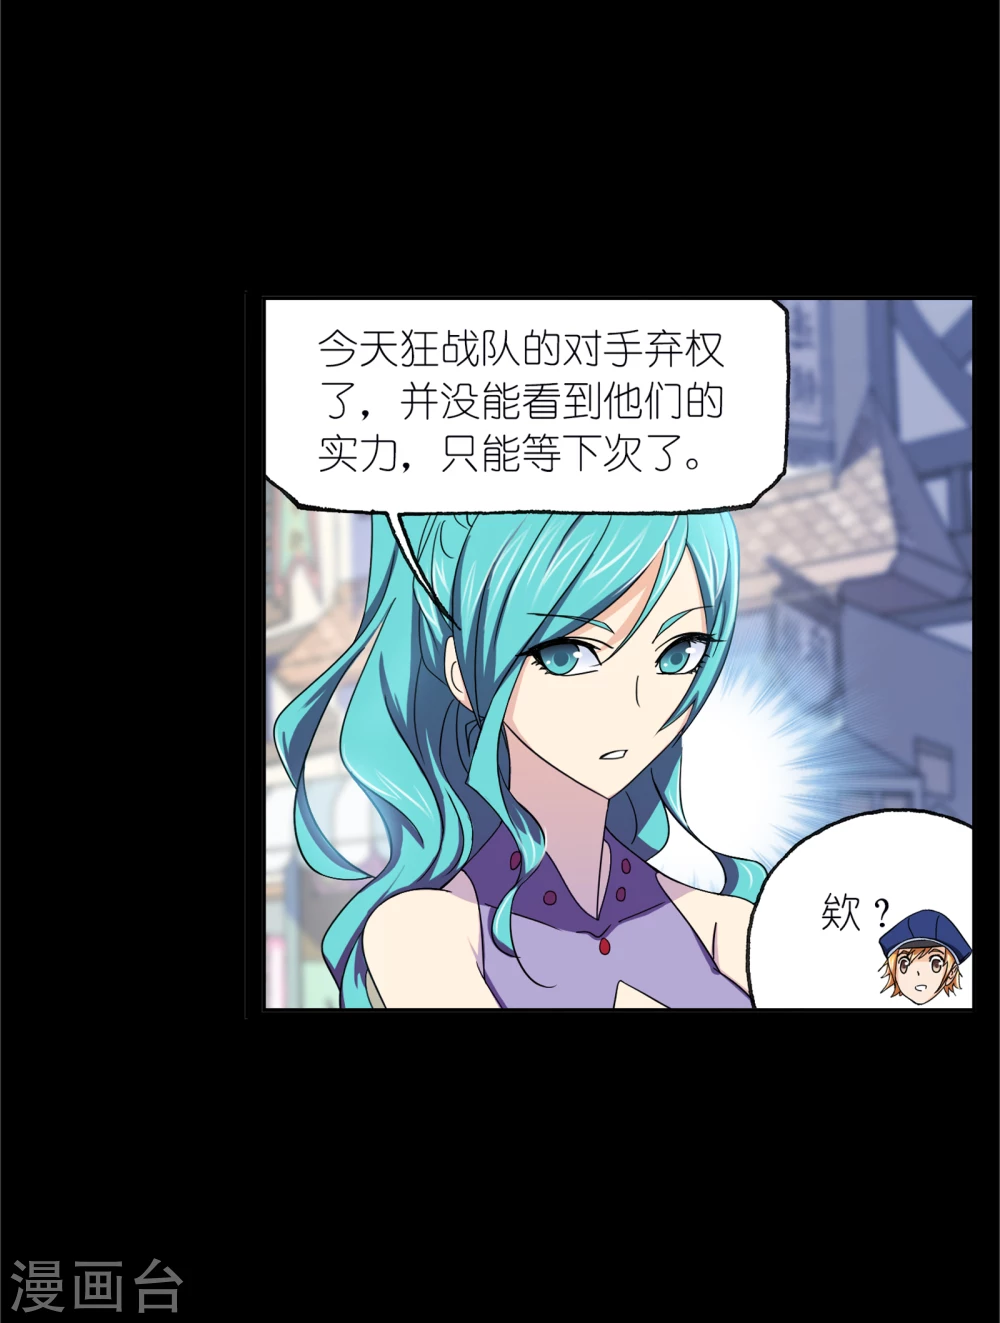 今天狂战队的对手弃权
了，并没能看到他们的
实力，只能等下次了。
欸？
漫画台